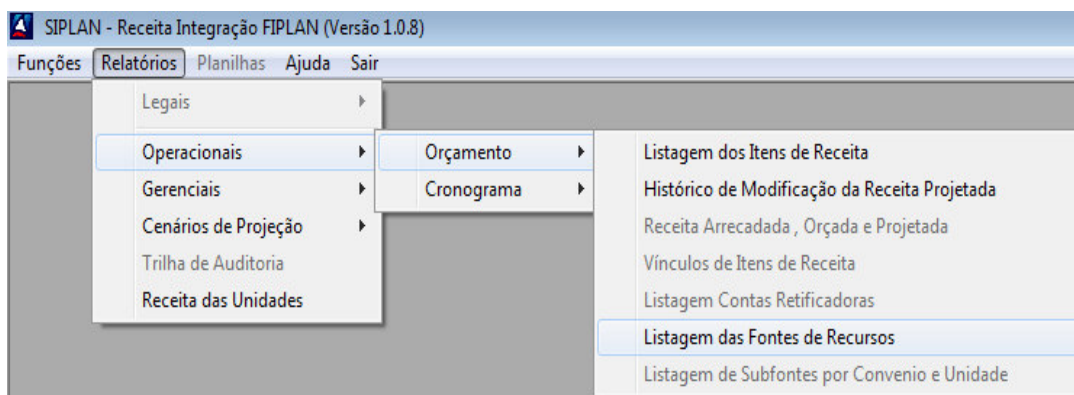 SIPLAN - Receita Integração FIPLAN (Versão 1.0.8)
Funções Relatórios Planilhas Ajuda Sair
Legais
Operacionais
Gerenciais
Cenários de Projeção
Trilha de Auditoria
Receita das Unidades
Orçamento
Cronograma
Listagem dos Itens de Receita
Histórico de Modificação da Receita Projetada
Receita Arrecadada , Orçada e Projetada
Vínculos de Itens de Receita
Listagem Contas Retificadoras
Listagem das Fontes de Recursos
Listagem de Subfontes por Convenio e Unidade